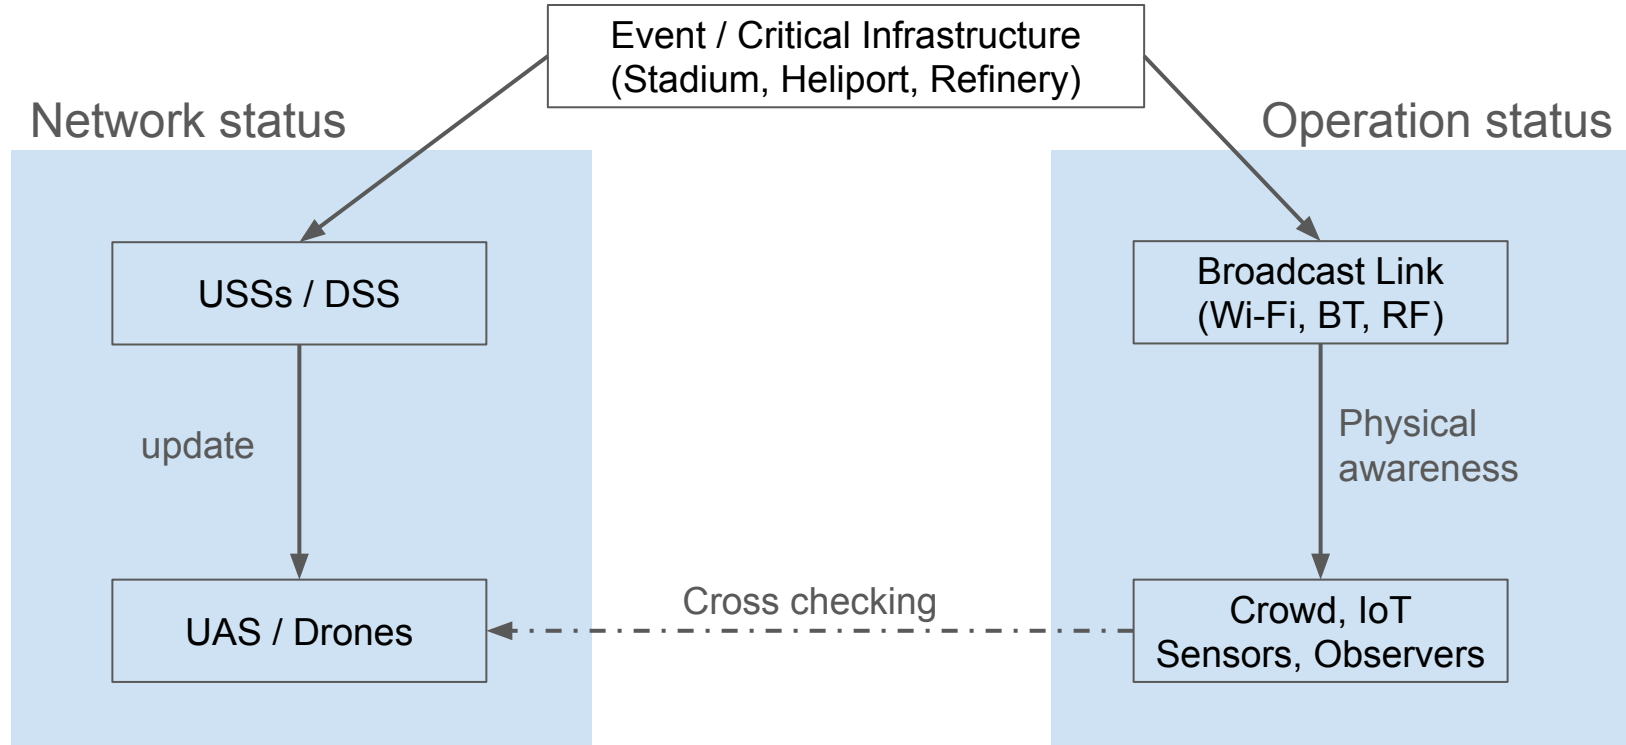 Event / Critical Infrastructure
(Stadium, Heliport, Refinery)
Network status
Operation status
USSs / DSS
Broadcast Link
(Wi-Fi, BT, RF)
update
Physical
awareness
Cross checking
UAS / Drones
Crowd, IoT
Sensors, Observers